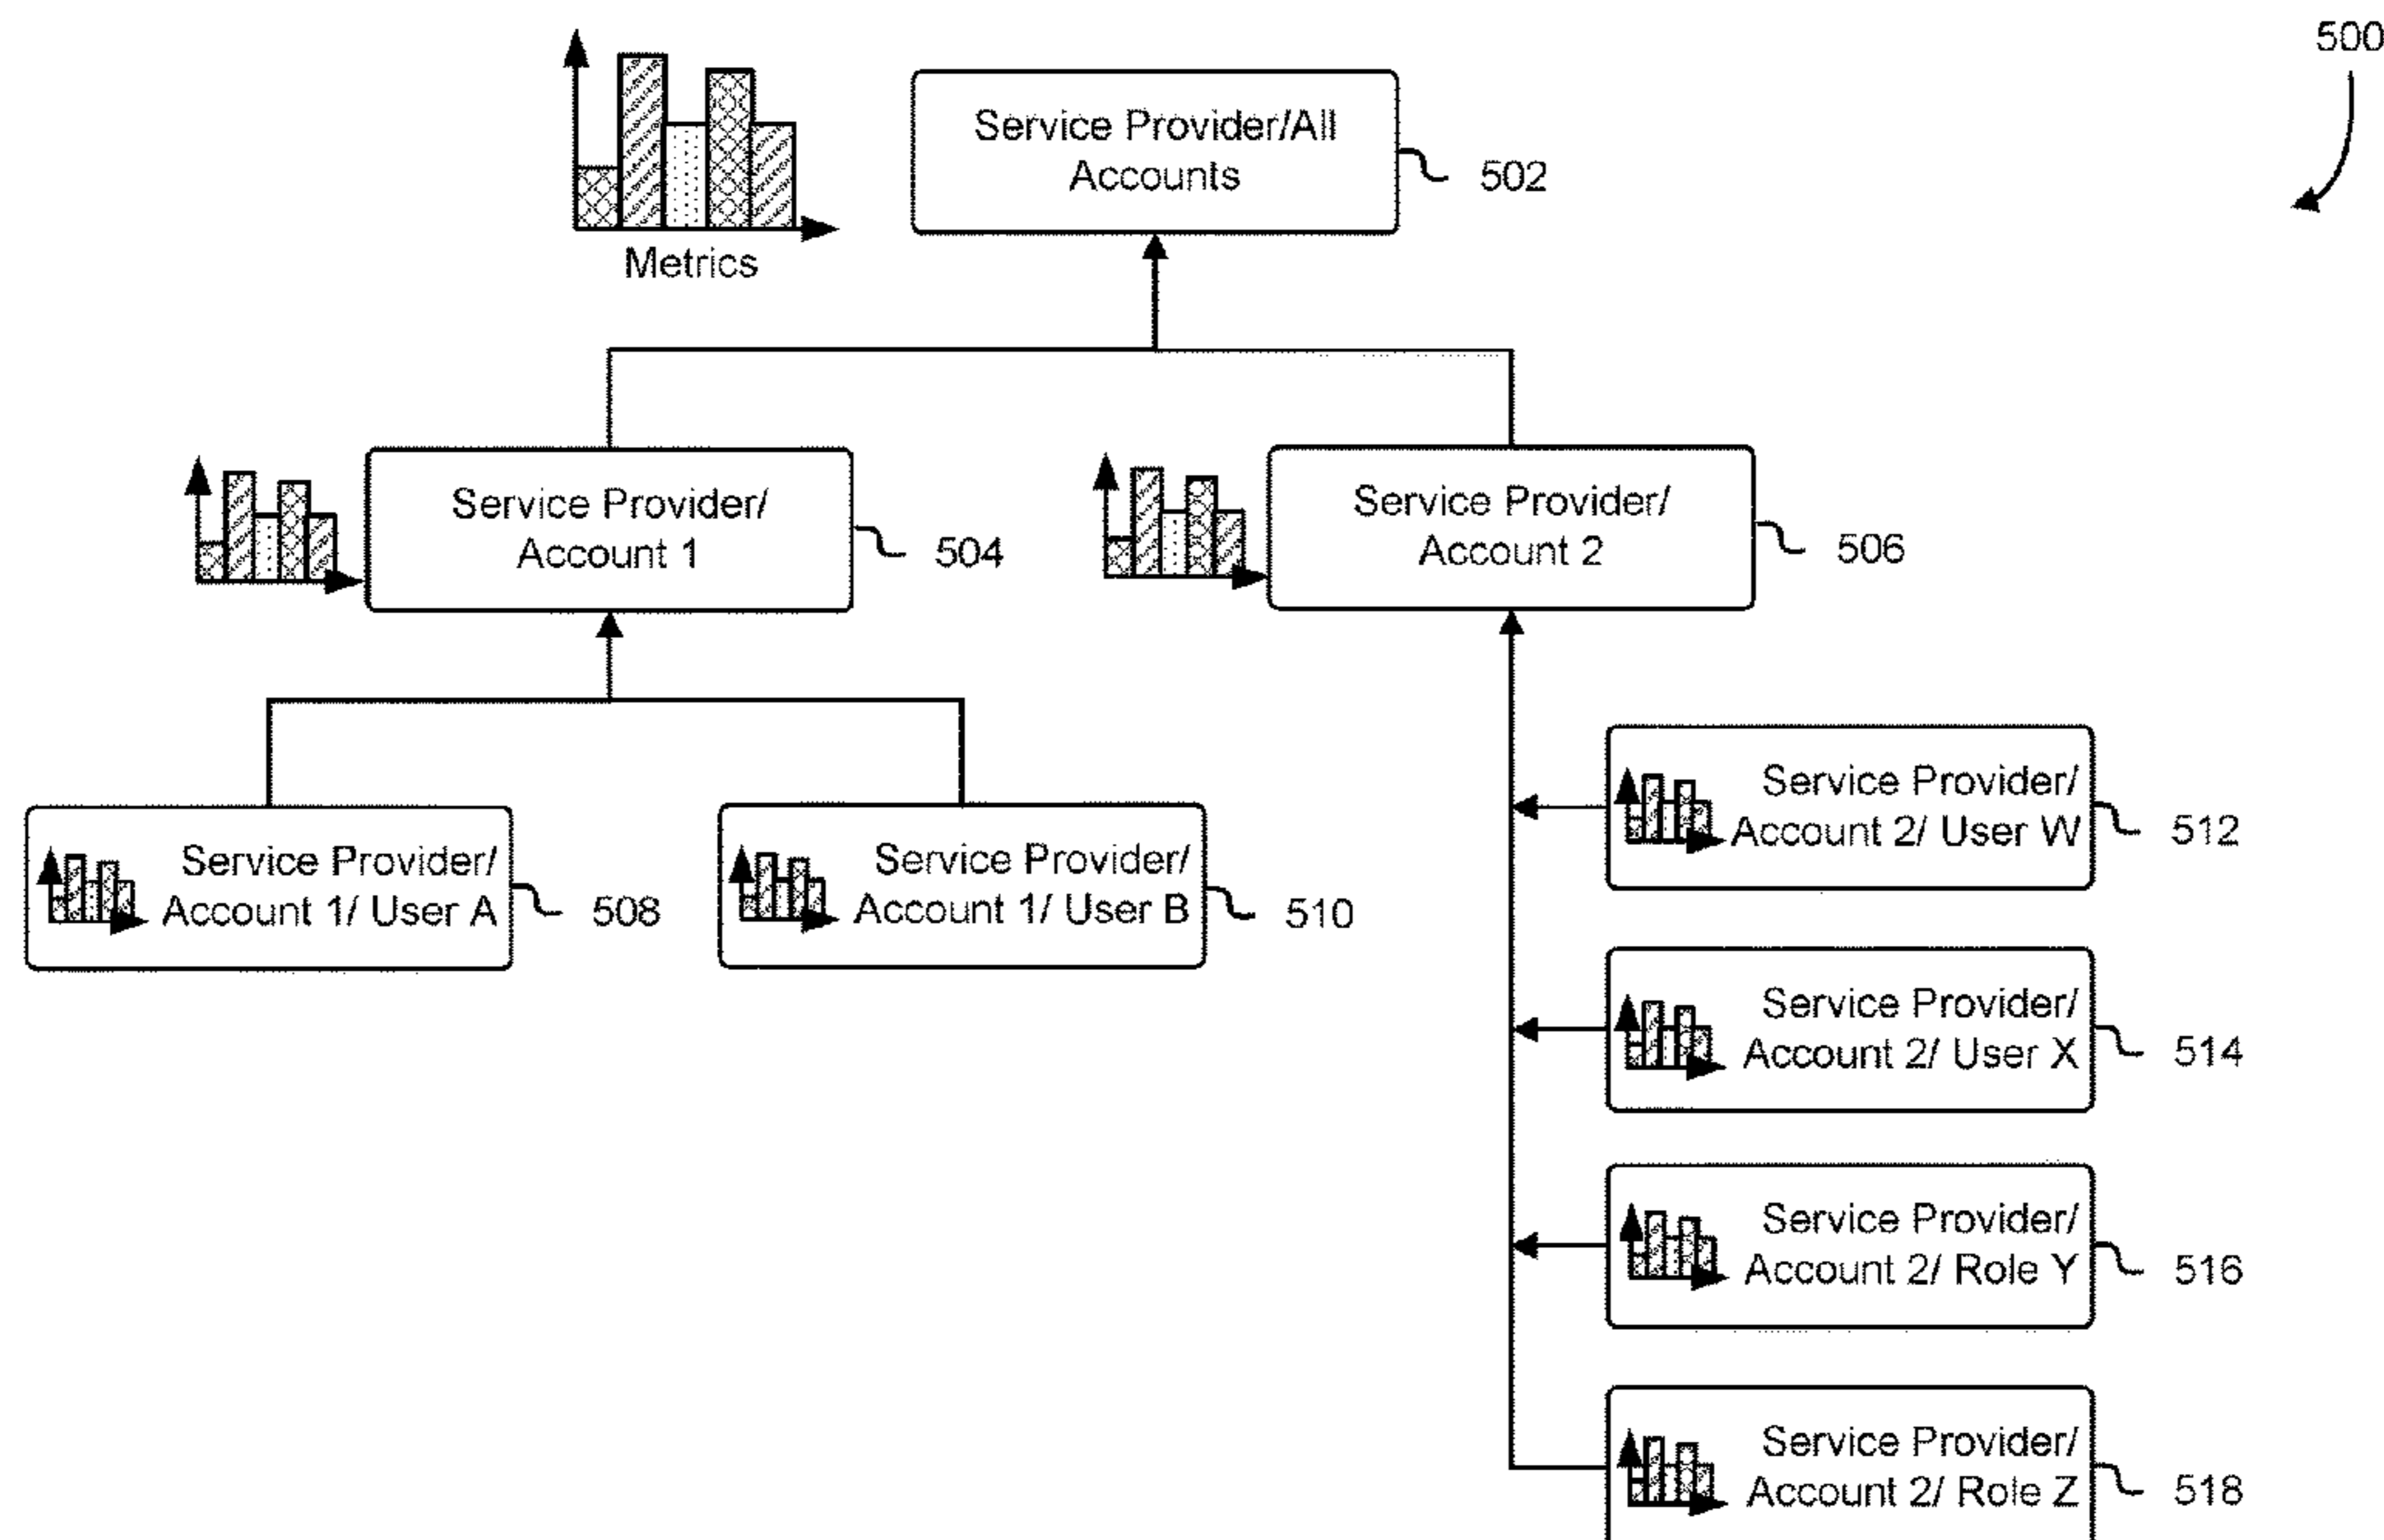 500
Service Provider/All
Accounts
502
Metrics
Service Provider/
Account 1
504
Service Provider/
Account 2
506
Service Provider/
Account 1/ User A
508
Service Provider/
Account 1/ User B
510
Service Provider/
Account 2/ User W
512
Service Provider/
Account 2/ User X
514
Service Provider/
Account 2/ Role Y
516
Service Provider/
Account 2/ Role Z
518